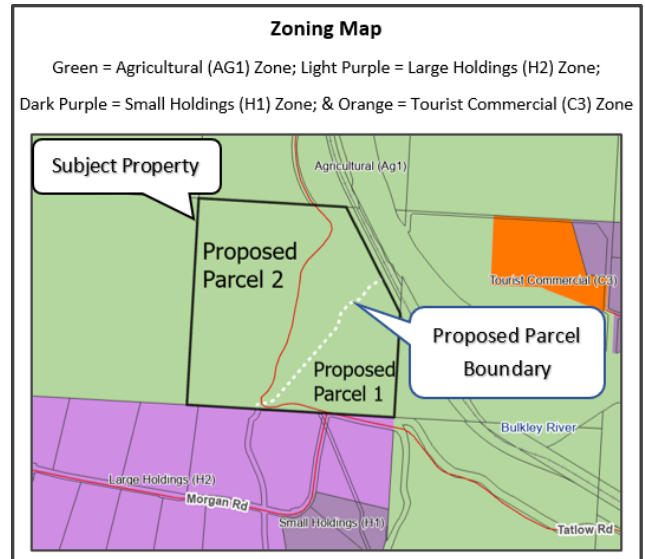 Zoning Map
Green = Agricultural (AG1) Zone; Light Purple = Large Holdings (H2) Zone;
Dark Purple = Small Holdings (H1) Zone; & Orange = Tourist Commercial (C3) Zone
Subject Property
Agricultural (Ag1)
Proposed
Parcel 2
Tourist Commercial (C3)
Proposed Parcel
Boundary
Proposed
Parcel 1
Bulkley River
Large Holdings (H2)
Morgan Rd
Small Holdings (H1)
Tatlow Rd